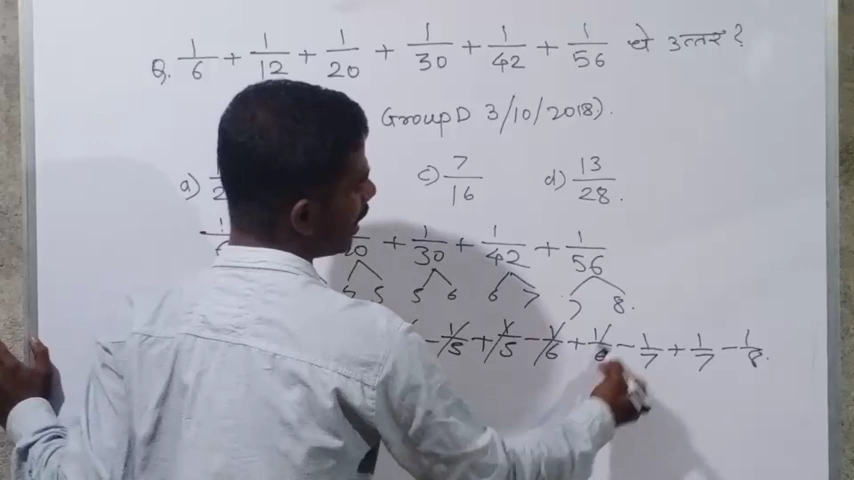 Q. 1/6 + 1/12 + 1/20 + 1/30 + 1/42 + 1/56 चे उत्तर?
Group D 3/10/2018).
a) c) 7/16 d) 13/28.
+ 1/30 + 1/42 + 1/56
5 5 6 6 7 7 8.
- 1/5 + 1/5 - 1/6 + 1/6 - 1/7 + 1/7 - 1/8.